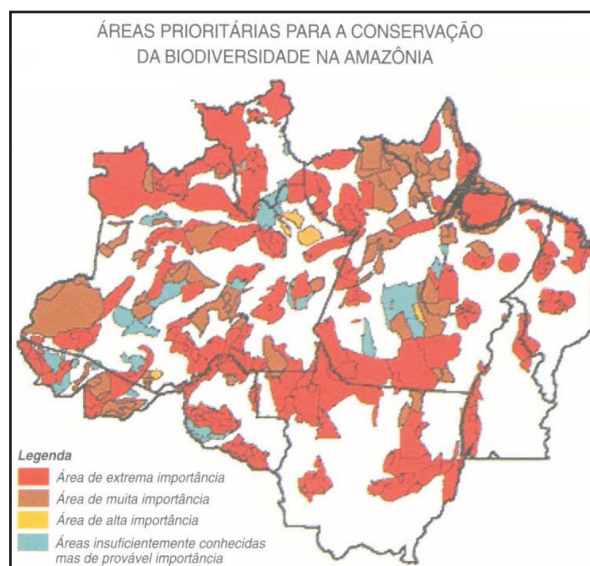 ÁREAS PRIORITÁRIAS PARA A CONSERVAÇÃO
DA BIODIVERSIDADE NA AMAZÔNIA
Legenda
Área de extrema importância
Área de muita importância
Área de alta importância
Áreas insuficientemente conhecidas
mas de provável importância